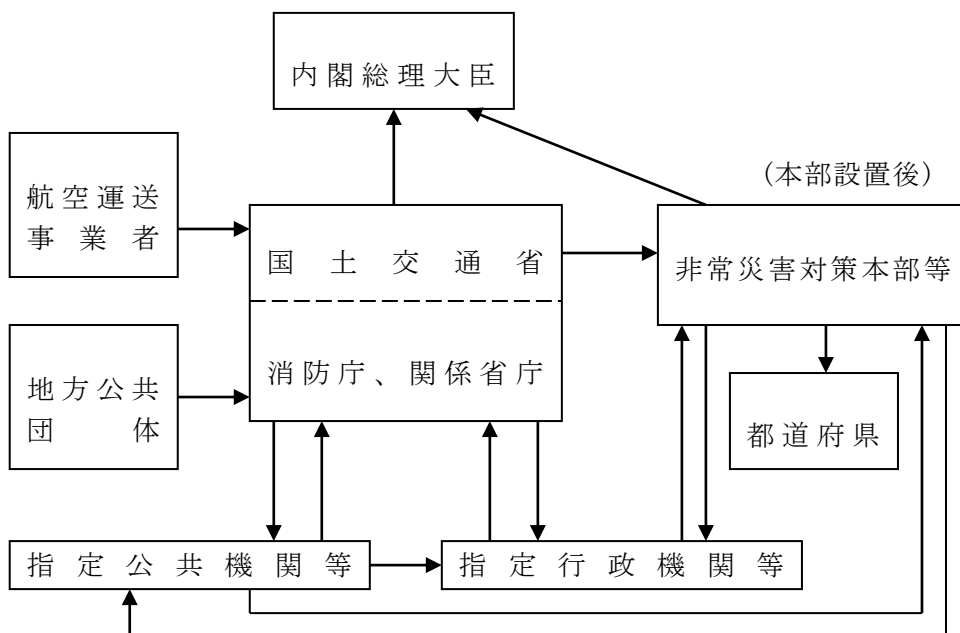 内閣総理大臣
航空運送
事業者
(本部設置後)
国土交通省
非常災害対策本部等
地方公共
団体
消防庁、関係省庁
都道府県
指定公共機関等
指定行政機関等